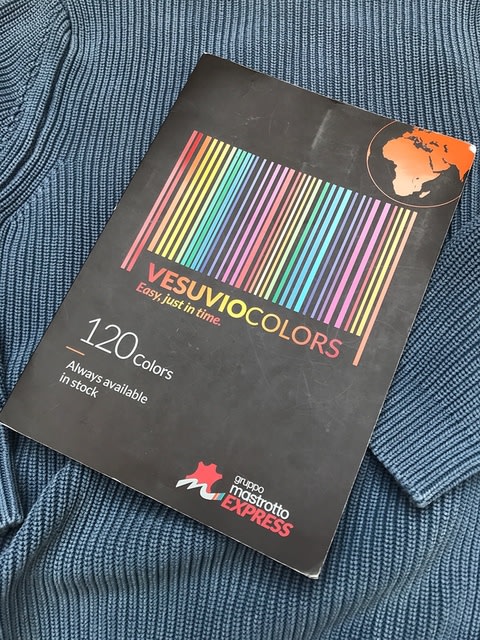 VESUVIOCOLORS
Easy, just in time.
120 colors
Always available
in stock
gruppo
mastrotto
EXPRESS